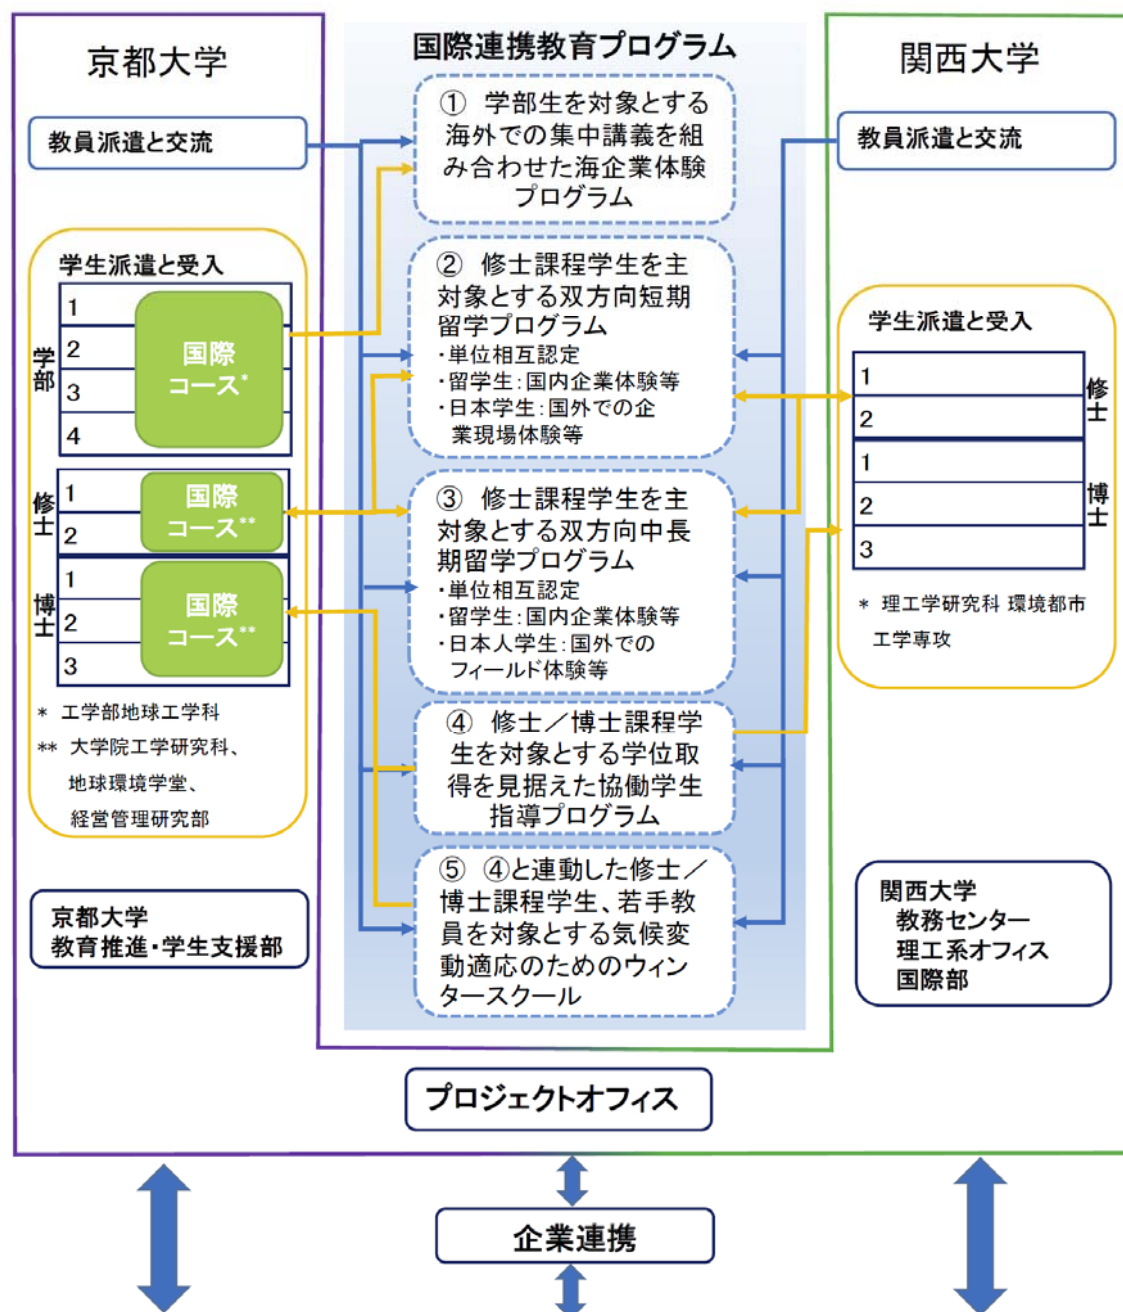 京都大学
教員派遣と交流
学生派遣と受入
学部
1
2
3
4
国際
コース*
修士
1
2
国際
コース**
博士
1
2
3
国際
コース**
* 工学部地球工学科
** 大学院工学研究科、
地球環境学堂、
経営管理研究部
京都大学
教育推進・学生支援部
国際連携教育プログラム
① 学部生を対象とする
海外での集中講義を組
み合わせた海企業体験
プログラム
② 修士課程学生を主
対象とする双方向短期
留学プログラム
・単位相互認定
・留学生:国内企業体験等
・日本学生:国外での企
業現場体験等
③ 修士課程学生を主
対象とする双方向中長
期留学プログラム
・単位相互認定
・留学生:国内企業体験等
・日本人学生:国外での
フィールド体験等
④ 修士/博士課程学
生を対象とする学位取
得を見据えた協働学生
指導プログラム
⑤ ④と連動した修士/
博士課程学生、若手教
員を対象とする気候変
動適応のためのウィン
タースクール
関西大学
教員派遣と交流
学生派遣と受入
1
2
修士
1
2
3
博士
* 理工学研究科 環境都市
工学専攻
関西大学
教務センター
理工系オフィス
国際部
プロジェクトオフィス
企業連携